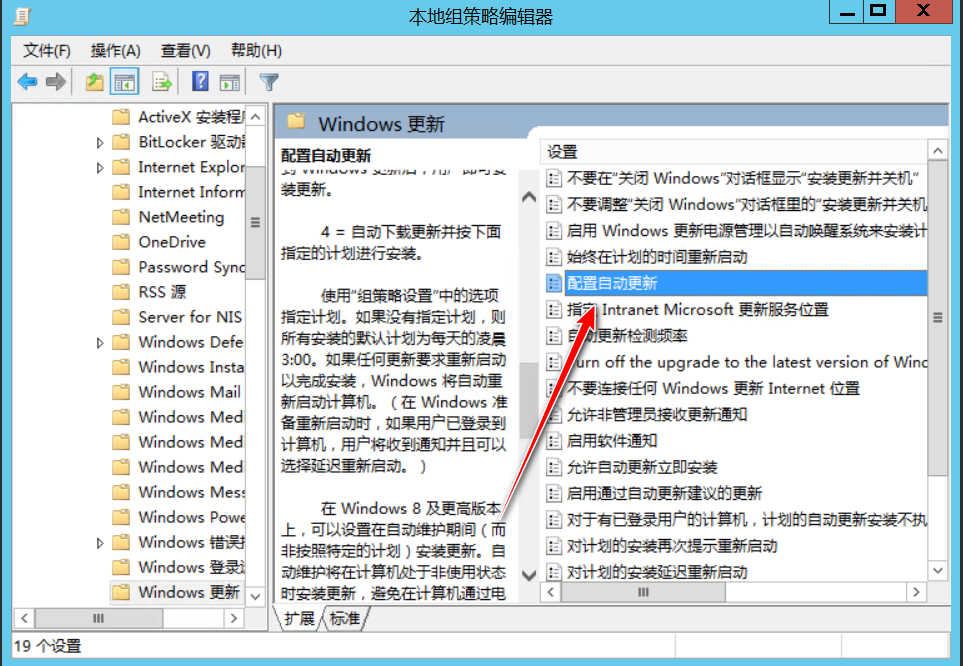 本地组策略编辑器
文件(F) 操作(A) 查看(V) 帮助(H)
ActiveX 安装程
BitLocker 驱动
Internet Explor
Internet Inform
NetMeeting
OneDrive
Password Sync
RSS 源
Server for NIS
Windows Defe
Windows Insta
Windows Mail
Windows Medi
Windows Medi
Windows Medi
Windows Mess
Windows Powe
Windows 错误
Windows 登录
Windows 更新
Windows 更新
配置自动更新
到 Windows 更新后，用户即可安
装更新。
4 = 自动下载更新并按下面
指定的计划进行安装。
使用“组策略设置”中的选项
指定计划。如果没有指定计划，则
所有安装的默认计划为每天的凌晨
3:00。如果任何更新要求重新启动
以完成安装，Windows 将自动重
新启动计算机。（在 Windows 准
备重新启动时，如果用户已登录到
计算机，用户将收到通知并且可以
选择延迟重新启动。）
在 Windows 8 及更高版本
上，可以设置在自动维护期间（而
非按照特定的计划）安装更新。自
动维护将在计算机处于非使用状态
时安装更新，避免在计算机通过电
设置
不要在“关闭 Windows”对话框显示“安装更新并关机”
不要调整“关闭 Windows”对话框里的“安装更新并关机
启用 Windows 更新电源管理以自动唤醒系统来安装计
始终在计划的时间重新启动
配置自动更新
指定 Intranet Microsoft 更新服务位置
自动更新检测频率
Turn off the upgrade to the latest version of Winc
不要连接任何 Windows 更新 Internet 位置
允许非管理员接收更新通知
启用软件通知
允许自动更新立即安装
启用通过自动更新建议的更新
对于有已登录用户的计算机，计划的自动更新安装不执
对计划的安装再次提示重新启动
对计划的安装延迟重新启动
扩展 标准
19 个设置